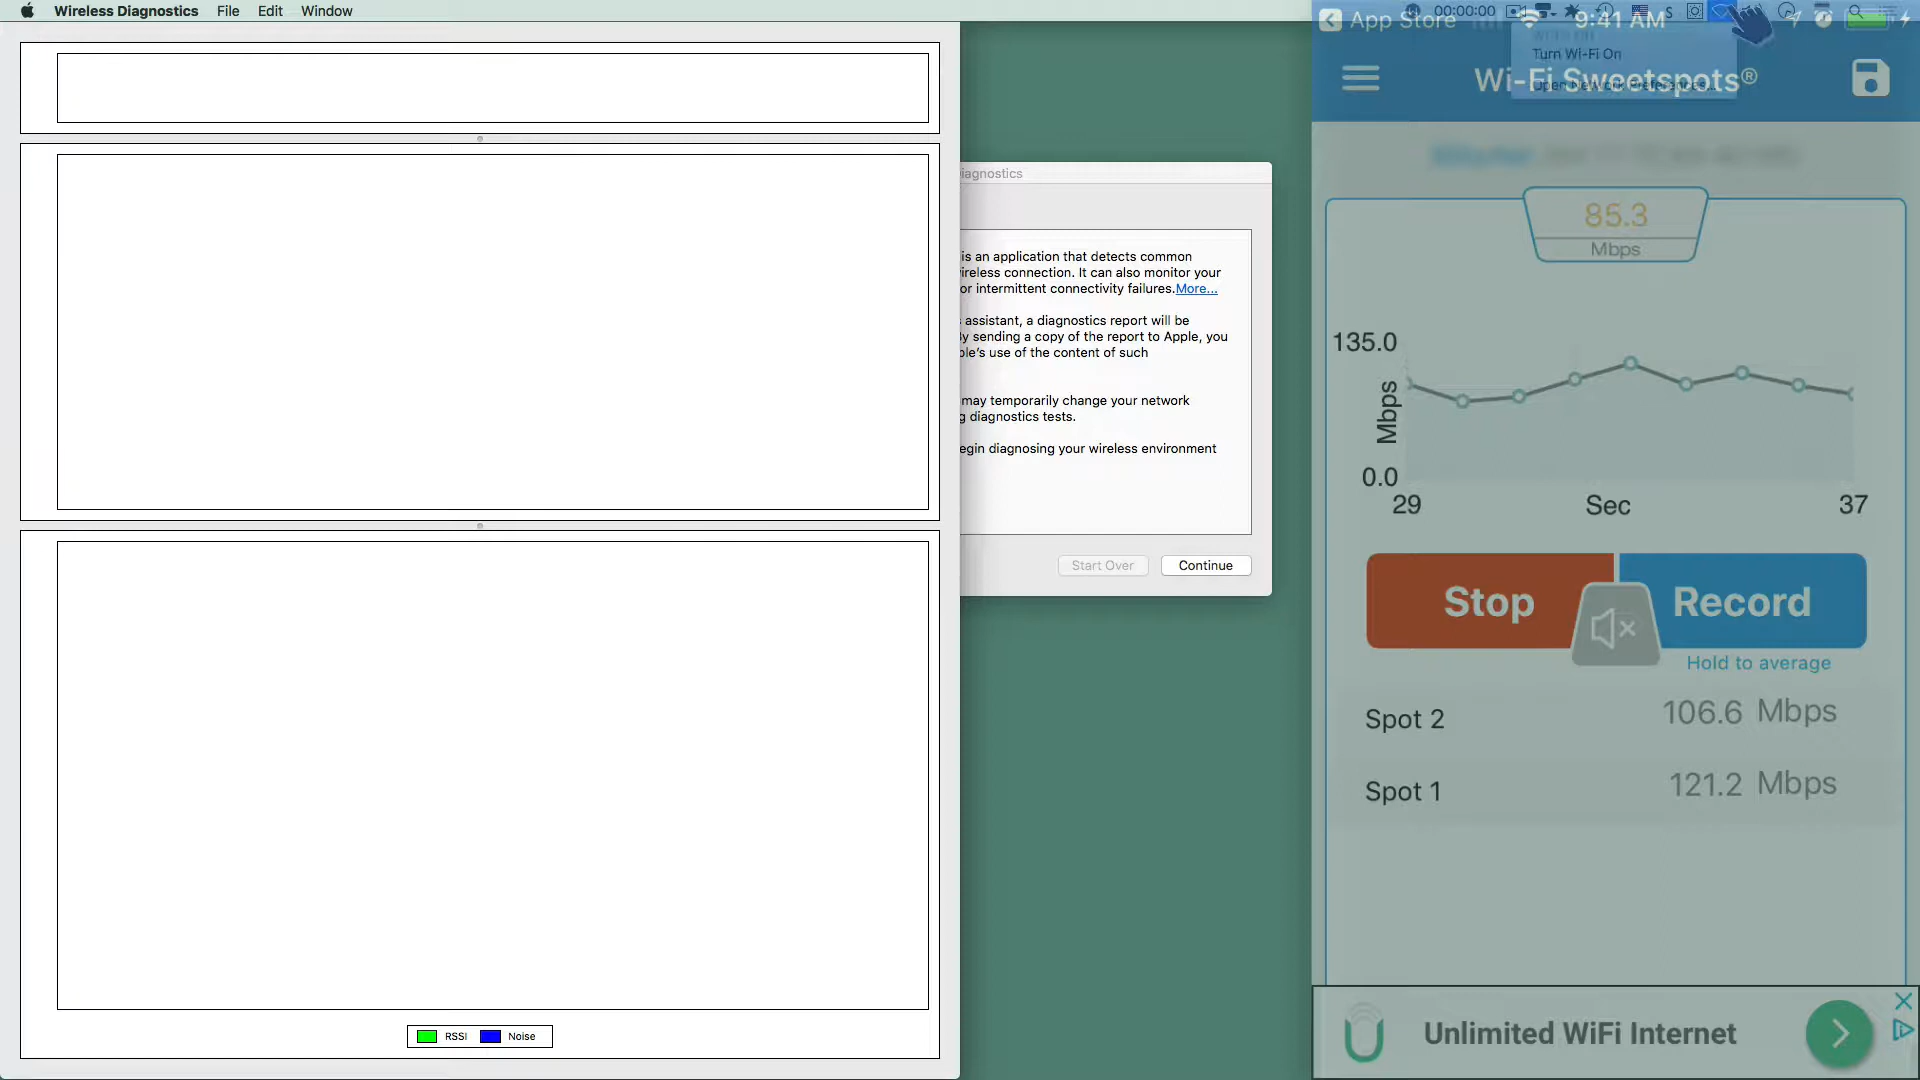 Wireless Diagnostics File Edit Window
00:00:00
App Store 9:41 AM
Turn Wi-Fi On
Open Network Preferences...
Wi-Fi Sweetspots®
85.3
Mbps
135.0
Mbps
0.0
29 Sec 37
Stop Record
Hold to average
Spot 2 106.6 Mbps
Spot 1 121.2 Mbps
Unlimited WiFi Internet
iagnostics
is an application that detects common
ireless connection. It can also monitor your
or intermittent connectivity failures. More...
assistant, a diagnostics report will be
y sending a copy of the report to Apple, you
ple's use of the content of such
may temporarily change your network
g diagnostics tests.
egin diagnosing your wireless environment
Start Over Continue
RSSI Noise